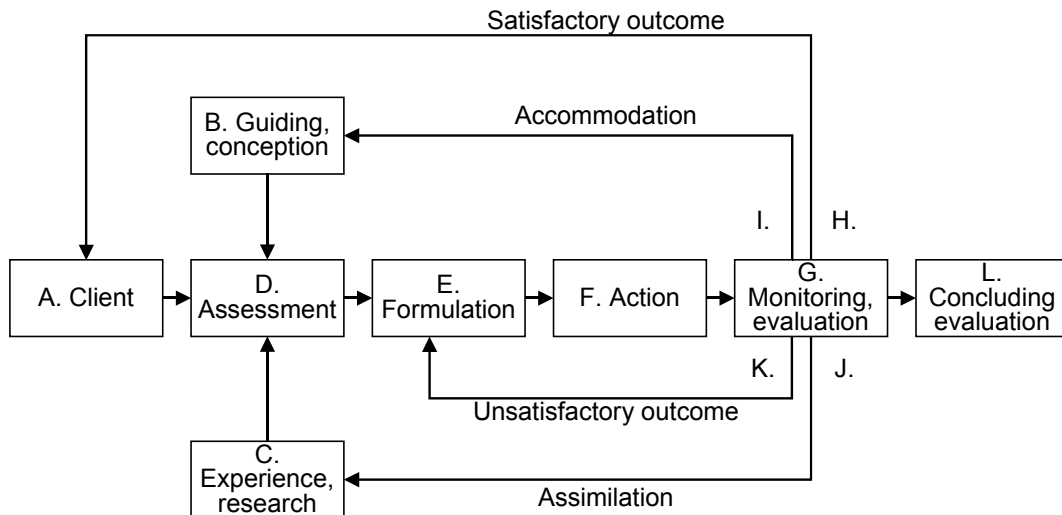 Satisfactory outcome
B. Guiding,
conception
Accommodation
I.
H.
A. Client
D.
Assessment
E.
Formulation
F. Action
G.
Monitoring,
evaluation
L.
Concluding
evaluation
K.
J.
Unsatisfactory outcome
C.
Experience,
research
Assimilation